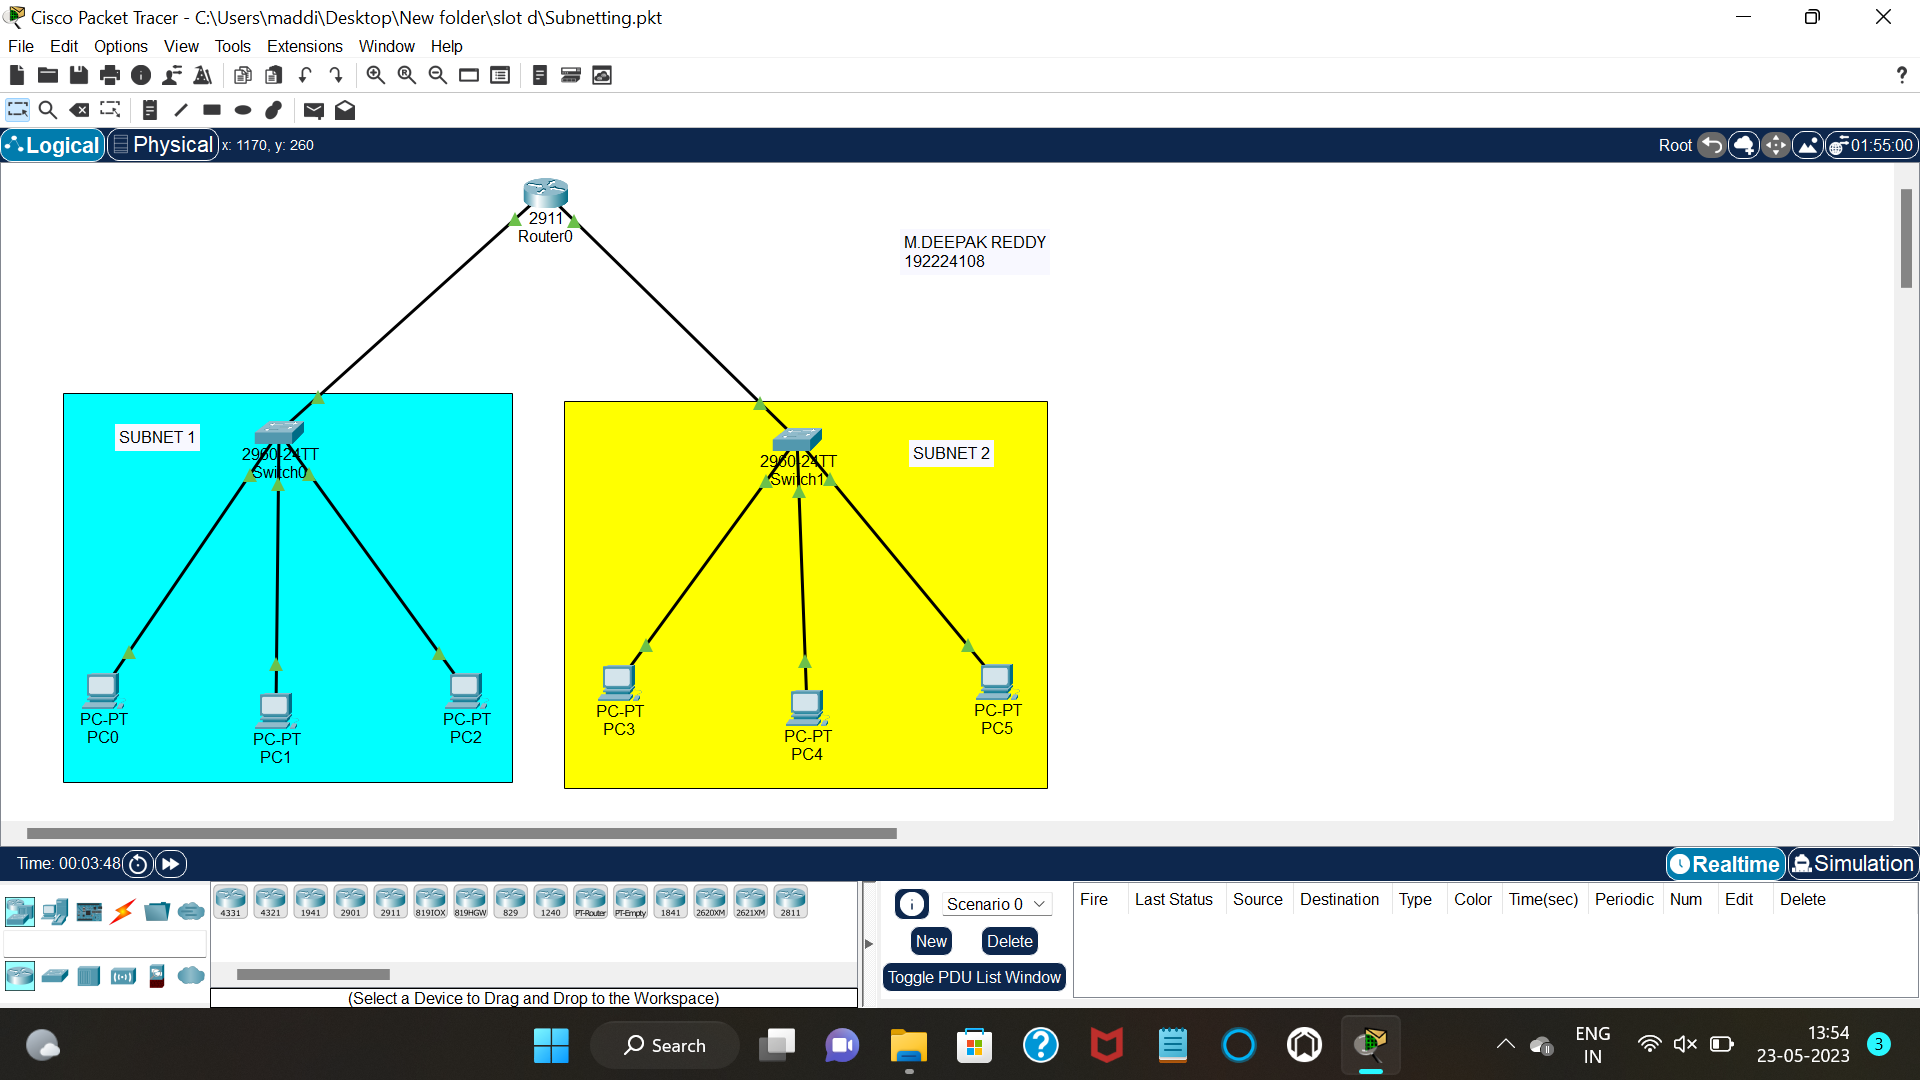 Cisco Packet Tracer - C:\Users\maddi\Desktop\New folder\slot d\Subnetting.pkt
File Edit Options View Tools Extensions Window Help
?
Logical Physical x: 1170, y: 260 Root 01:55:00
2911
Router0
M.DEEPAK REDDY
192224108
SUBNET 1
2960-24TT
Switch0
SUBNET 2
2960-24TT
Switch1
PC-PT
PC0
PC-PT
PC1
PC-PT
PC2
PC-PT
PC3
PC-PT
PC4
PC-PT
PC5
Time: 00:03:48 Realtime Simulation
4331 4321 1941 2901 2911 819IOX 819HGW 829 1240 PT-Router PT-Empty 1841 2620XM 2621XM 2811
(Select a Device to Drag and Drop to the Workspace)
Scenario 0
New Delete
Toggle PDU List Window
Fire Last Status Source Destination Type Color Time(sec) Periodic Num Edit Delete
Search
ENG
IN
13:54
23-05-2023
3